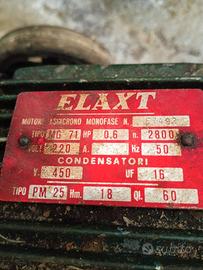 ELAXT
MOTORE ASINCRONO MONOFASE N.
TIPO MG 71 HP 0.6 n. 2800
VOLT 220 A. Hz 50
CONDENSATORI
V. 450 UF 16
TIPO PM 25 Hm. 18 Ql. 60
subito